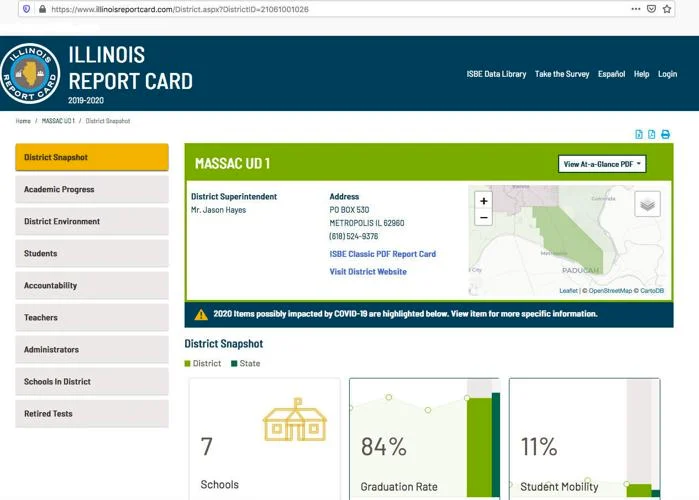 https://www.illinoisreportcard.com/District.aspx?DistrictID=21061001026
ILLINOIS
REPORT CARD
ILLINOIS
REPORT CARD
2019-2020
ISBE Data Library Take the Survey Español Help Login
Home / MASSAC UD 1 / District Snapshot
District Snapshot
Academic Progress
District Environment
Students
Accountability
Teachers
Administrators
Schools In District
Retired Tests
MASSAC UD 1
View At-a-Glance PDF
District Superintendent
Mr. Jason Hayes
Address
PO BOX 530
METROPOLIS IL 62960
(618) 524-9376
ISBE Classic PDF Report Card
Visit District Website
+
−
Vienna
Golconda
Metropolis
PADUCAH
Leaflet | © OpenStreetMap © CartoDB
2020 Items possibly impacted by COVID-19 are highlighted below. View item for more specific information.
District Snapshot
District State
7
Schools
84%
Graduation Rate
11%
Student Mobility